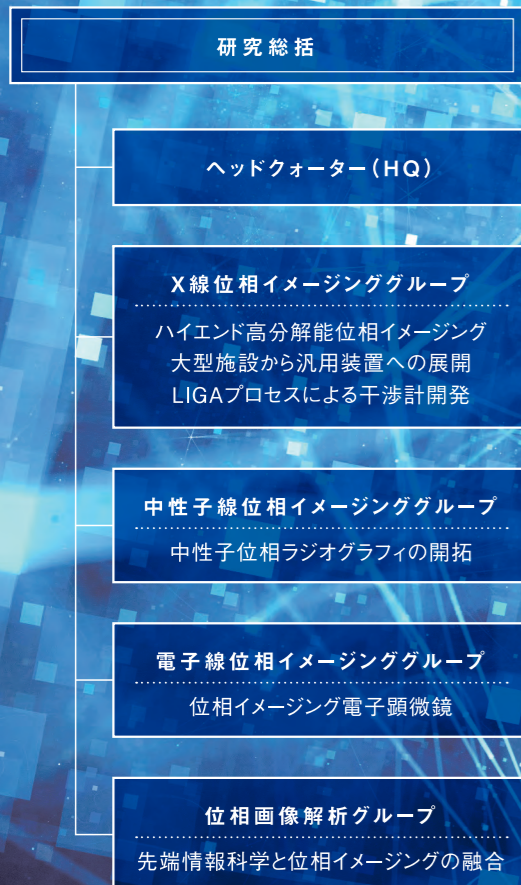 研究総括
ヘッドクォーター（HQ）
X線位相イメージンググループ
ハイエンド高分解能位相イメージング
大型施設から汎用装置への展開
LIGAプロセスによる干渉計開発
中性子線位相イメージンググループ
中性子位相ラジオグラフィの開拓
電子線位相イメージンググループ
位相イメージング電子顕微鏡
位相画像解析グループ
先端情報科学と位相イメージングの融合